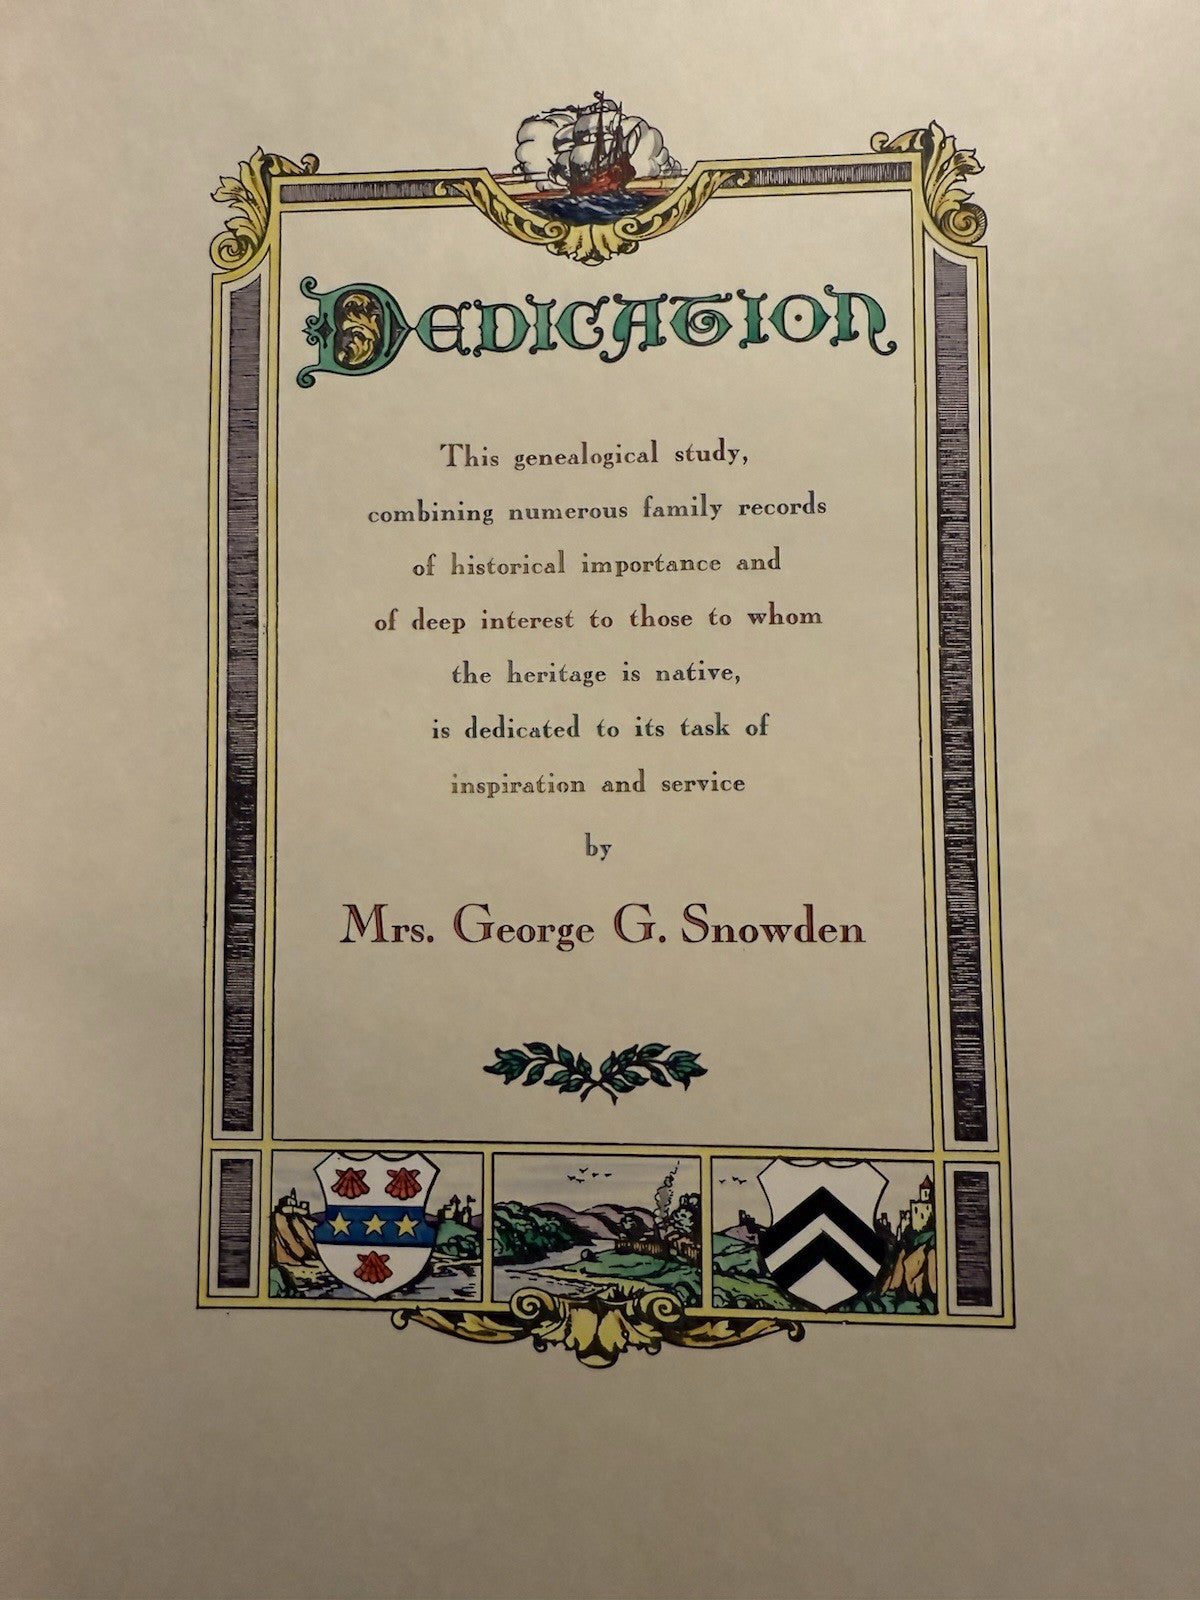 Dedication
This genealogical study,
combining numerous family records
of historical importance and
of deep interest to those to whom
the heritage is native,
is dedicated to its task of
inspiration and service
by
Mrs. George G. Snowden